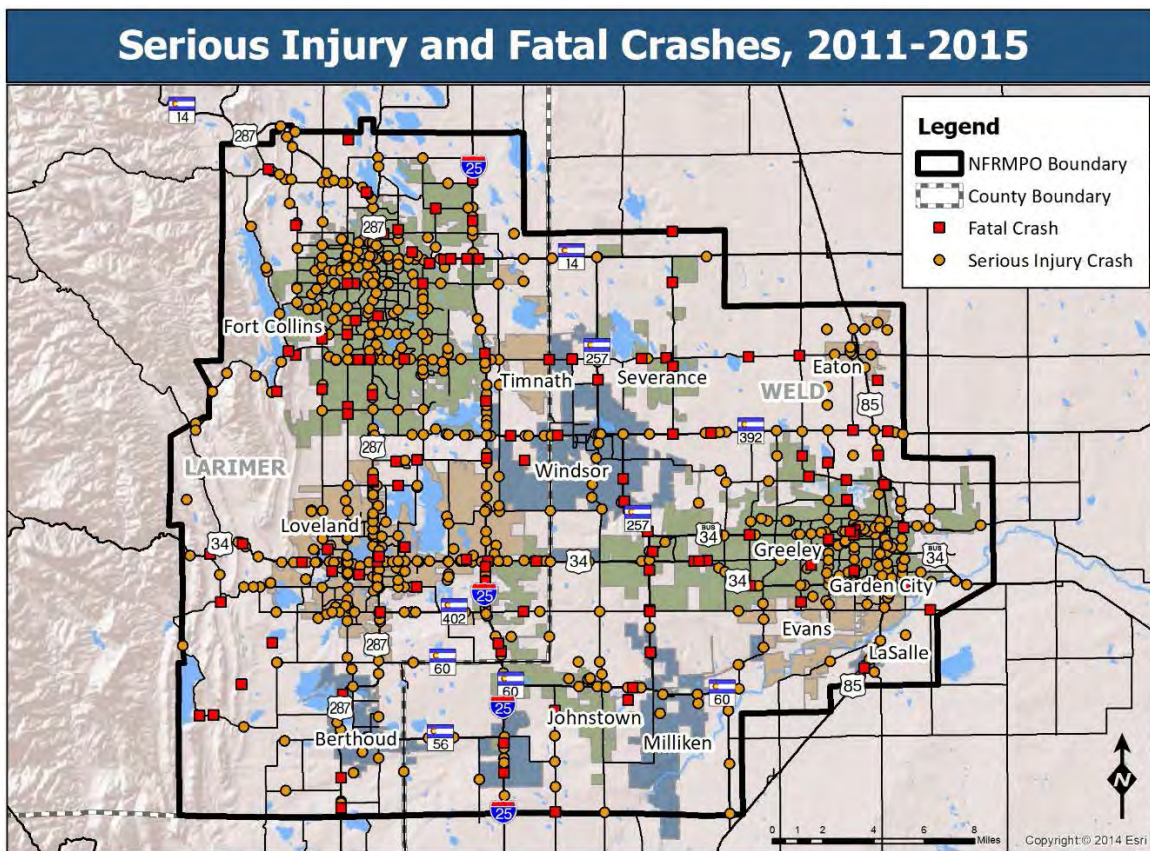 Serious Injury and Fatal Crashes, 2011-2015
Legend
NFRMPO Boundary
County Boundary
Fatal Crash
Serious Injury Crash
14
287
25
287
14
Fort Collins
257
Timnath
Severance
Eaton
WELD
85
392
287
LARIMER
Windsor
Loveland
257
34
BUS
34
34
Greeley
BUS
34
34
25
Garden City
402
Evans
287
LaSalle
60
60
85
60
287
25
Johnstown
Berthoud
56
Milliken
25
N
0 1 2 4 6 8
Miles
Copyright:© 2014 Esri